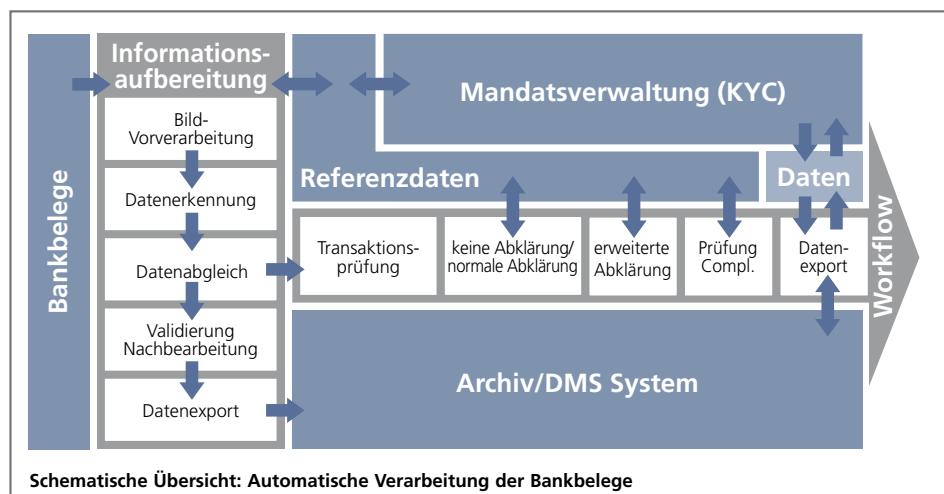 Bankbelege
Informations-
aufbereitung
Bild-
Vorverarbeitung
Datenerkennung
Datenabgleich
Validierung
Nachbearbeitung
Datenexport
Mandatsverwaltung (KYC)
Referenzdaten
Daten
Transaktions-
prüfung
keine Abklärung/
normale Abklärung
erweiterte
Abklärung
Prüfung
Compl.
Daten-
export
Workflow
Archiv/DMS System
Schematische Übersicht: Automatische Verarbeitung der Bankbelege